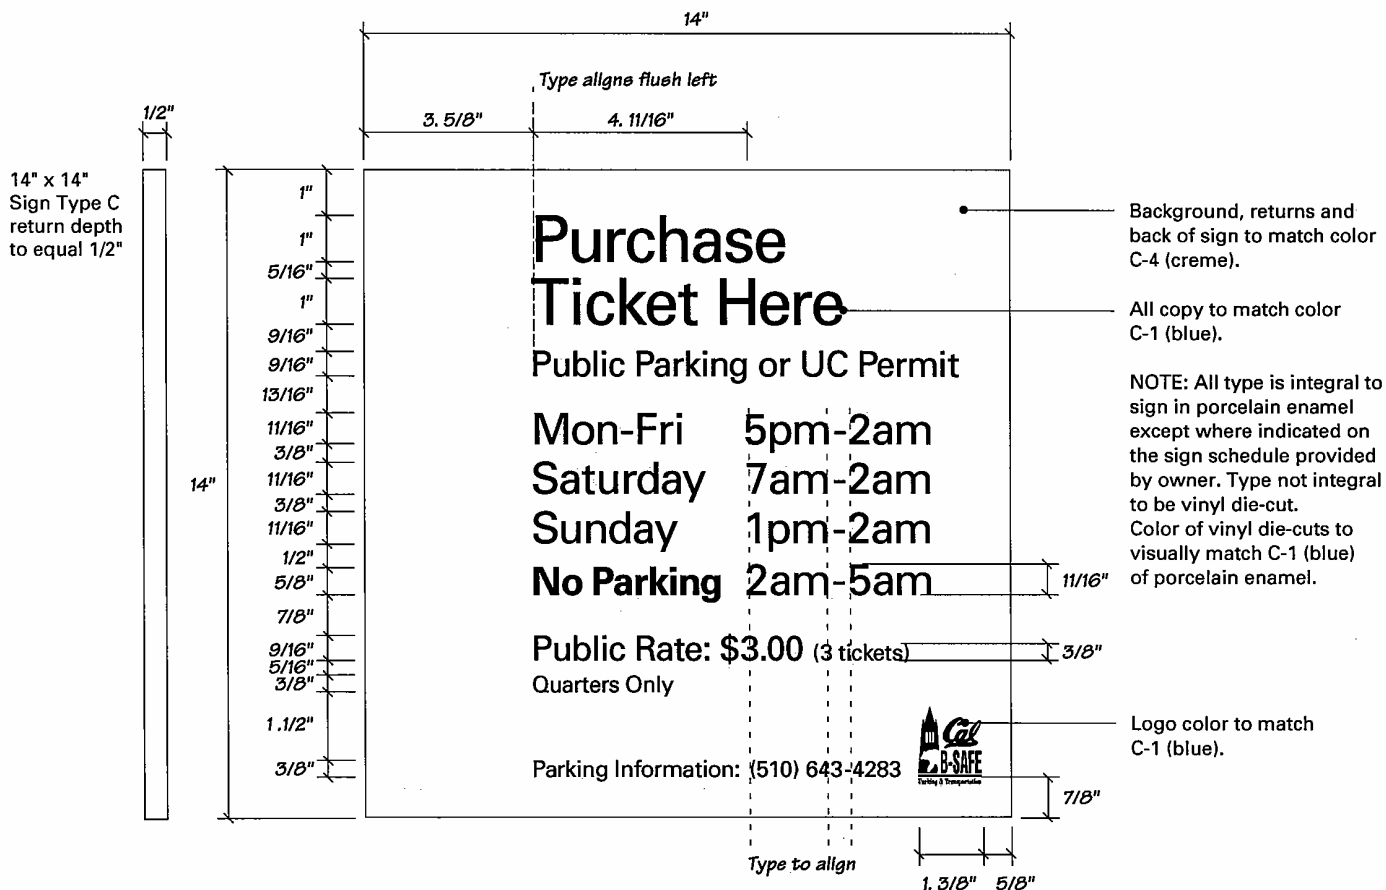 14"
Type aligns flush left
1/2"
3. 5/8"
4. 11/16"
14" x 14"
Sign Type C
return depth
to equal 1/2"
14"
1"
1"
5/16"
1"
9/16"
9/16"
13/16"
11/16"
3/8"
11/16"
3/8"
11/16"
1/2"
5/8"
7/8"
9/16"
5/16"
3/8"
1 .1/2"
3/8"
Purchase
Ticket Here
Public Parking or UC Permit
Mon-Fri 5pm-2am
Saturday 7am-2am
Sunday 1pm-2am
No Parking 2am-5am
Public Rate: $3.00 (3 tickets)
Quarters Only
Parking Information: (510) 643-4283
Cal
B-SAFE
Parking & Transportation
Type to align
11/16"
3/8"
7/8"
1. 3/8"
5/8"
Background, returns and
back of sign to match color
C-4 (creme).
All copy to match color
C-1 (blue).
NOTE: All type is integral to
sign in porcelain enamel
except where indicated on
the sign schedule provided
by owner. Type not integral
to be vinyl die-cut.
Color of vinyl die-cuts to
visually match C-1 (blue)
of porcelain enamel.
Logo color to match
C-1 (blue).